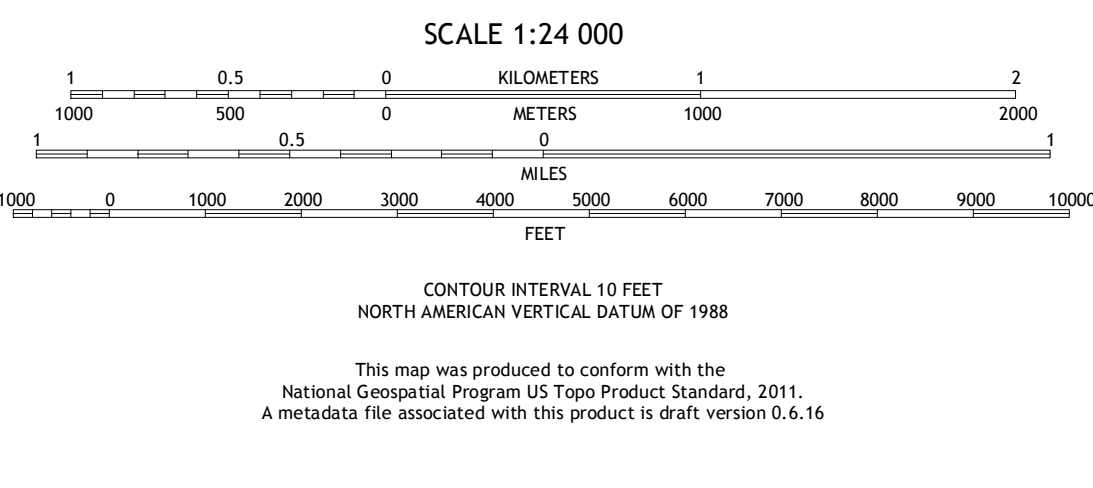 SCALE 1:24 000
1 0.5 0 KILOMETERS 1 2
1000 500 0 METERS 1000 2000
1 0.5 0 1
MILES
1000 0 1000 2000 3000 4000 5000 6000 7000 8000 9000 10000
FEET
CONTOUR INTERVAL 10 FEET
NORTH AMERICAN VERTICAL DATUM OF 1988
This map was produced to conform with the
National Geospatial Program US Topo Product Standard, 2011.
A metadata file associated with this product is draft version 0.6.16